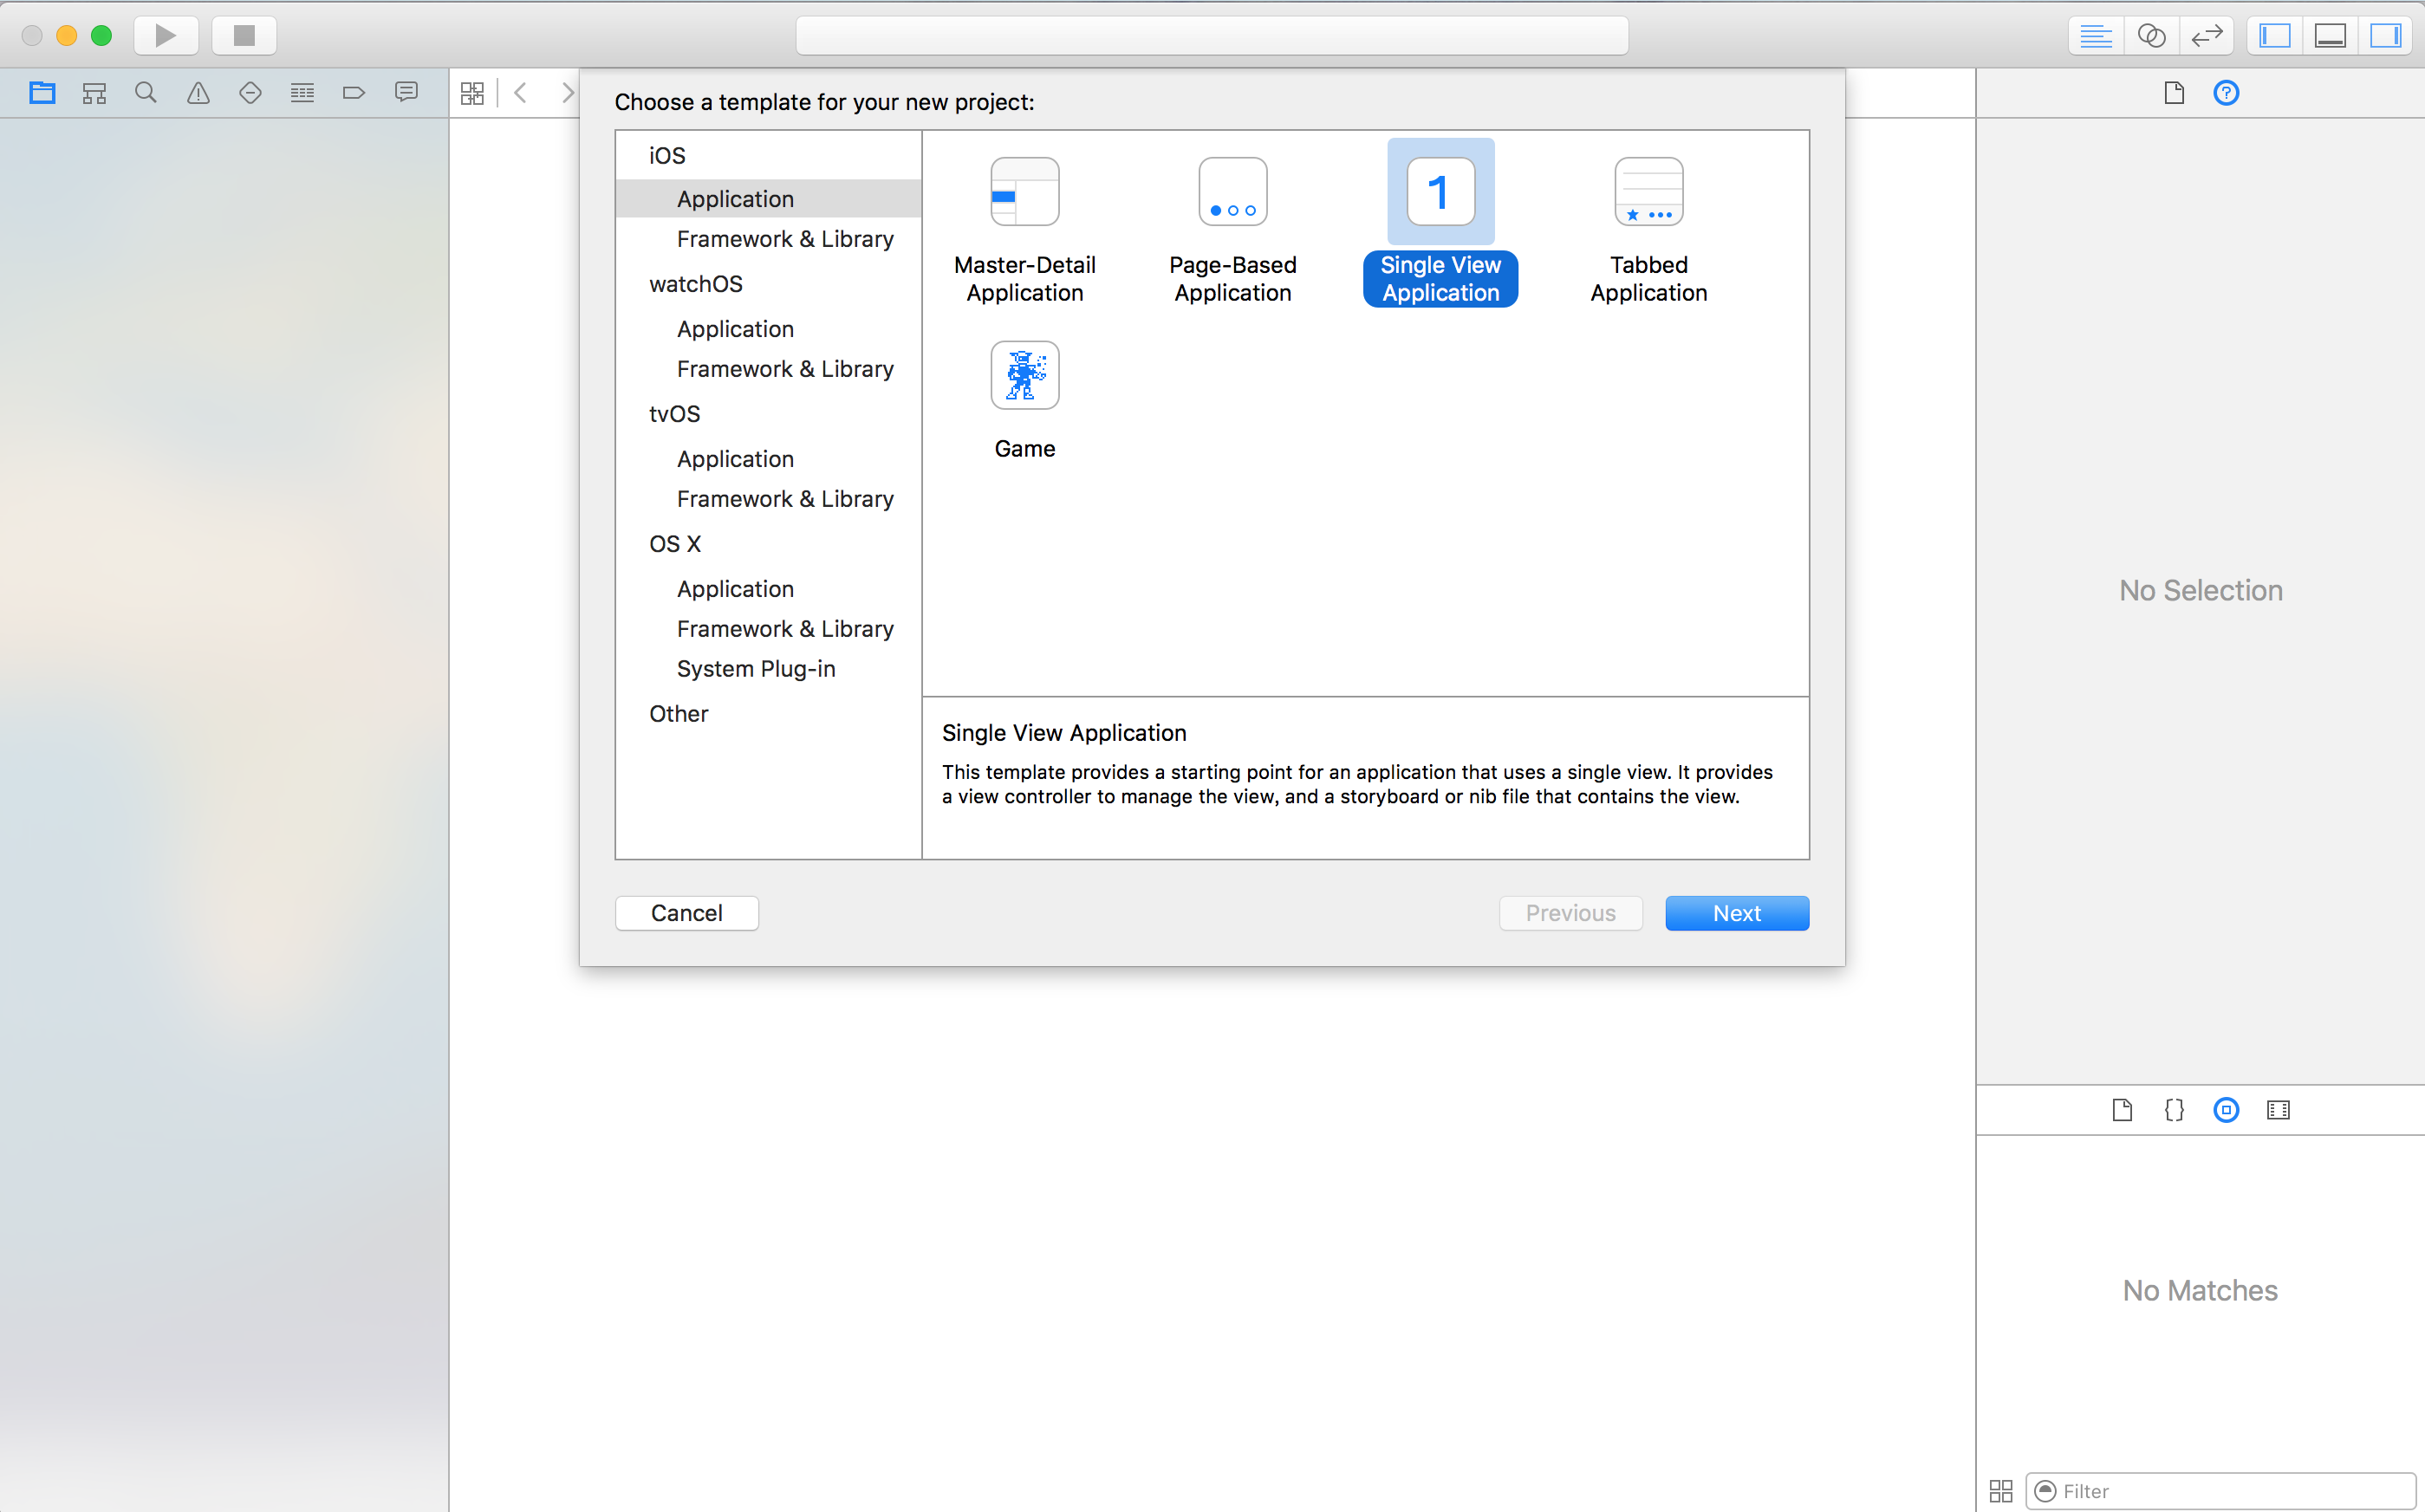 Choose a template for your new project:
iOS
Application
Framework & Library
watchOS
Application
Framework & Library
tvOS
Application
Framework & Library
OS X
Application
Framework & Library
System Plug-in
Other
Master-Detail
Application
Page-Based
Application
1
Single View
Application
Tabbed
Application
Game
Single View Application
This template provides a starting point for an application that uses a single view. It provides
a view controller to manage the view, and a storyboard or nib file that contains the view.
Cancel
Previous
Next
No Selection
{}
No Matches
Filter